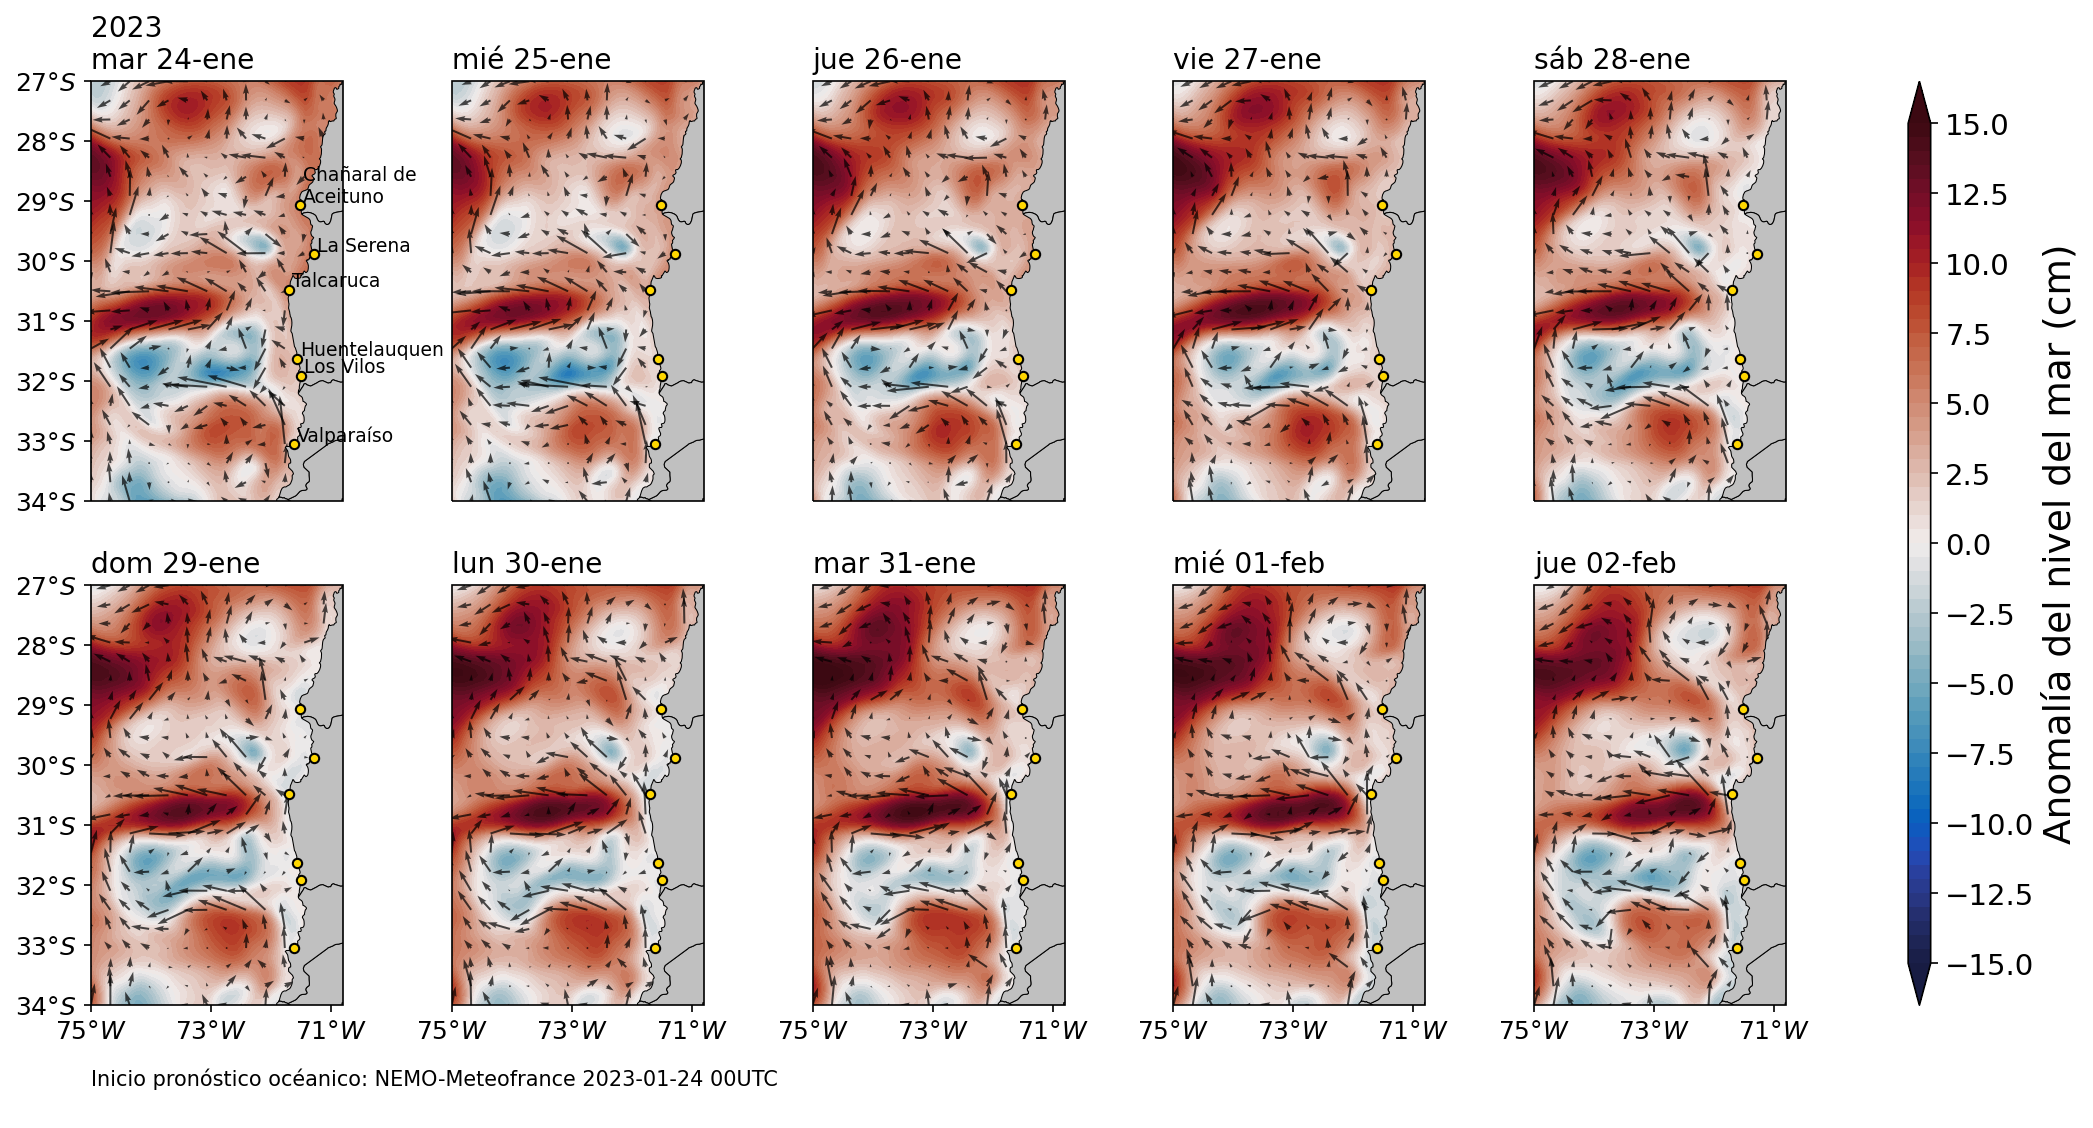 2023
mar 24-ene
mié 25-ene
jue 26-ene
vie 27-ene
sáb 28-ene
27°S
28°S
29°S
30°S
31°S
32°S
33°S
34°S
Chañaral de
Aceituno
La Serena
Talcaruca
Huentelauquen
Los Vilos
Valparaíso
dom 29-ene
lun 30-ene
mar 31-ene
mié 01-feb
jue 02-feb
27°S
28°S
29°S
30°S
31°S
32°S
33°S
34°S
75°W 73°W 71°W
75°W 73°W 71°W
75°W 73°W 71°W
75°W 73°W 71°W
75°W 73°W 71°W
15.0
12.5
10.0
7.5
5.0
2.5
0.0
−2.5
−5.0
−7.5
−10.0
−12.5
−15.0
Anomalía del nivel del mar (cm)
Inicio pronóstico océanico: NEMO-Meteofrance 2023-01-24 00UTC